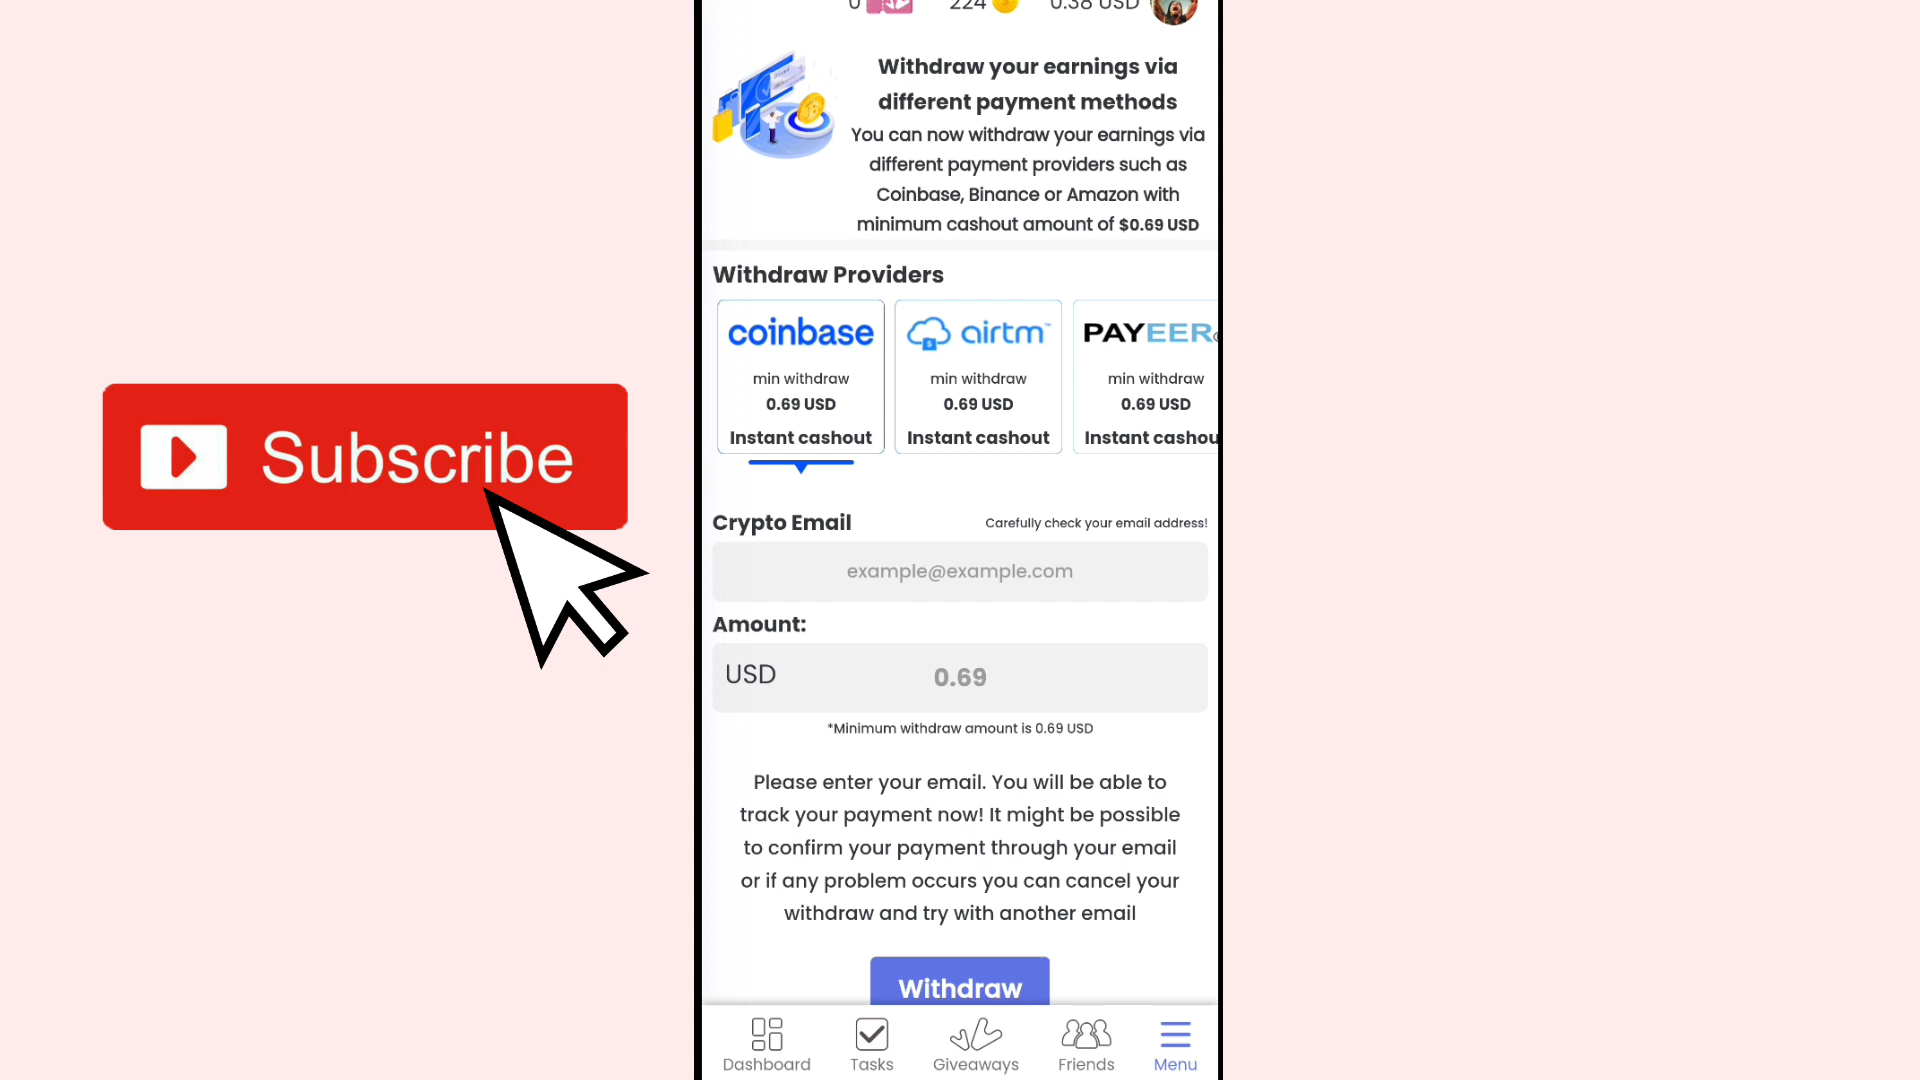 0 224 0.38 USD
Withdraw your earnings via
different payment methods
You can now withdraw your earnings via
different payment providers such as
Coinbase, Binance or Amazon with
minimum cashout amount of $0.69 USD
Withdraw Providers
coinbase airtm™ PAYEER
min withdraw min withdraw min withdraw
0.69 USD 0.69 USD 0.69 USD
Instant cashout Instant cashout Instant cashou
Subscribe
Crypto Email Carefully check your email address!
example@example.com
Amount:
USD 0.69
*Minimum withdraw amount is 0.69 USD
Please enter your email. You will be able to
track your payment now! It might be possible
to confirm your payment through your email
or if any problem occurs you can cancel your
withdraw and try with another email
Withdraw
Dashboard Tasks Giveaways Friends Menu